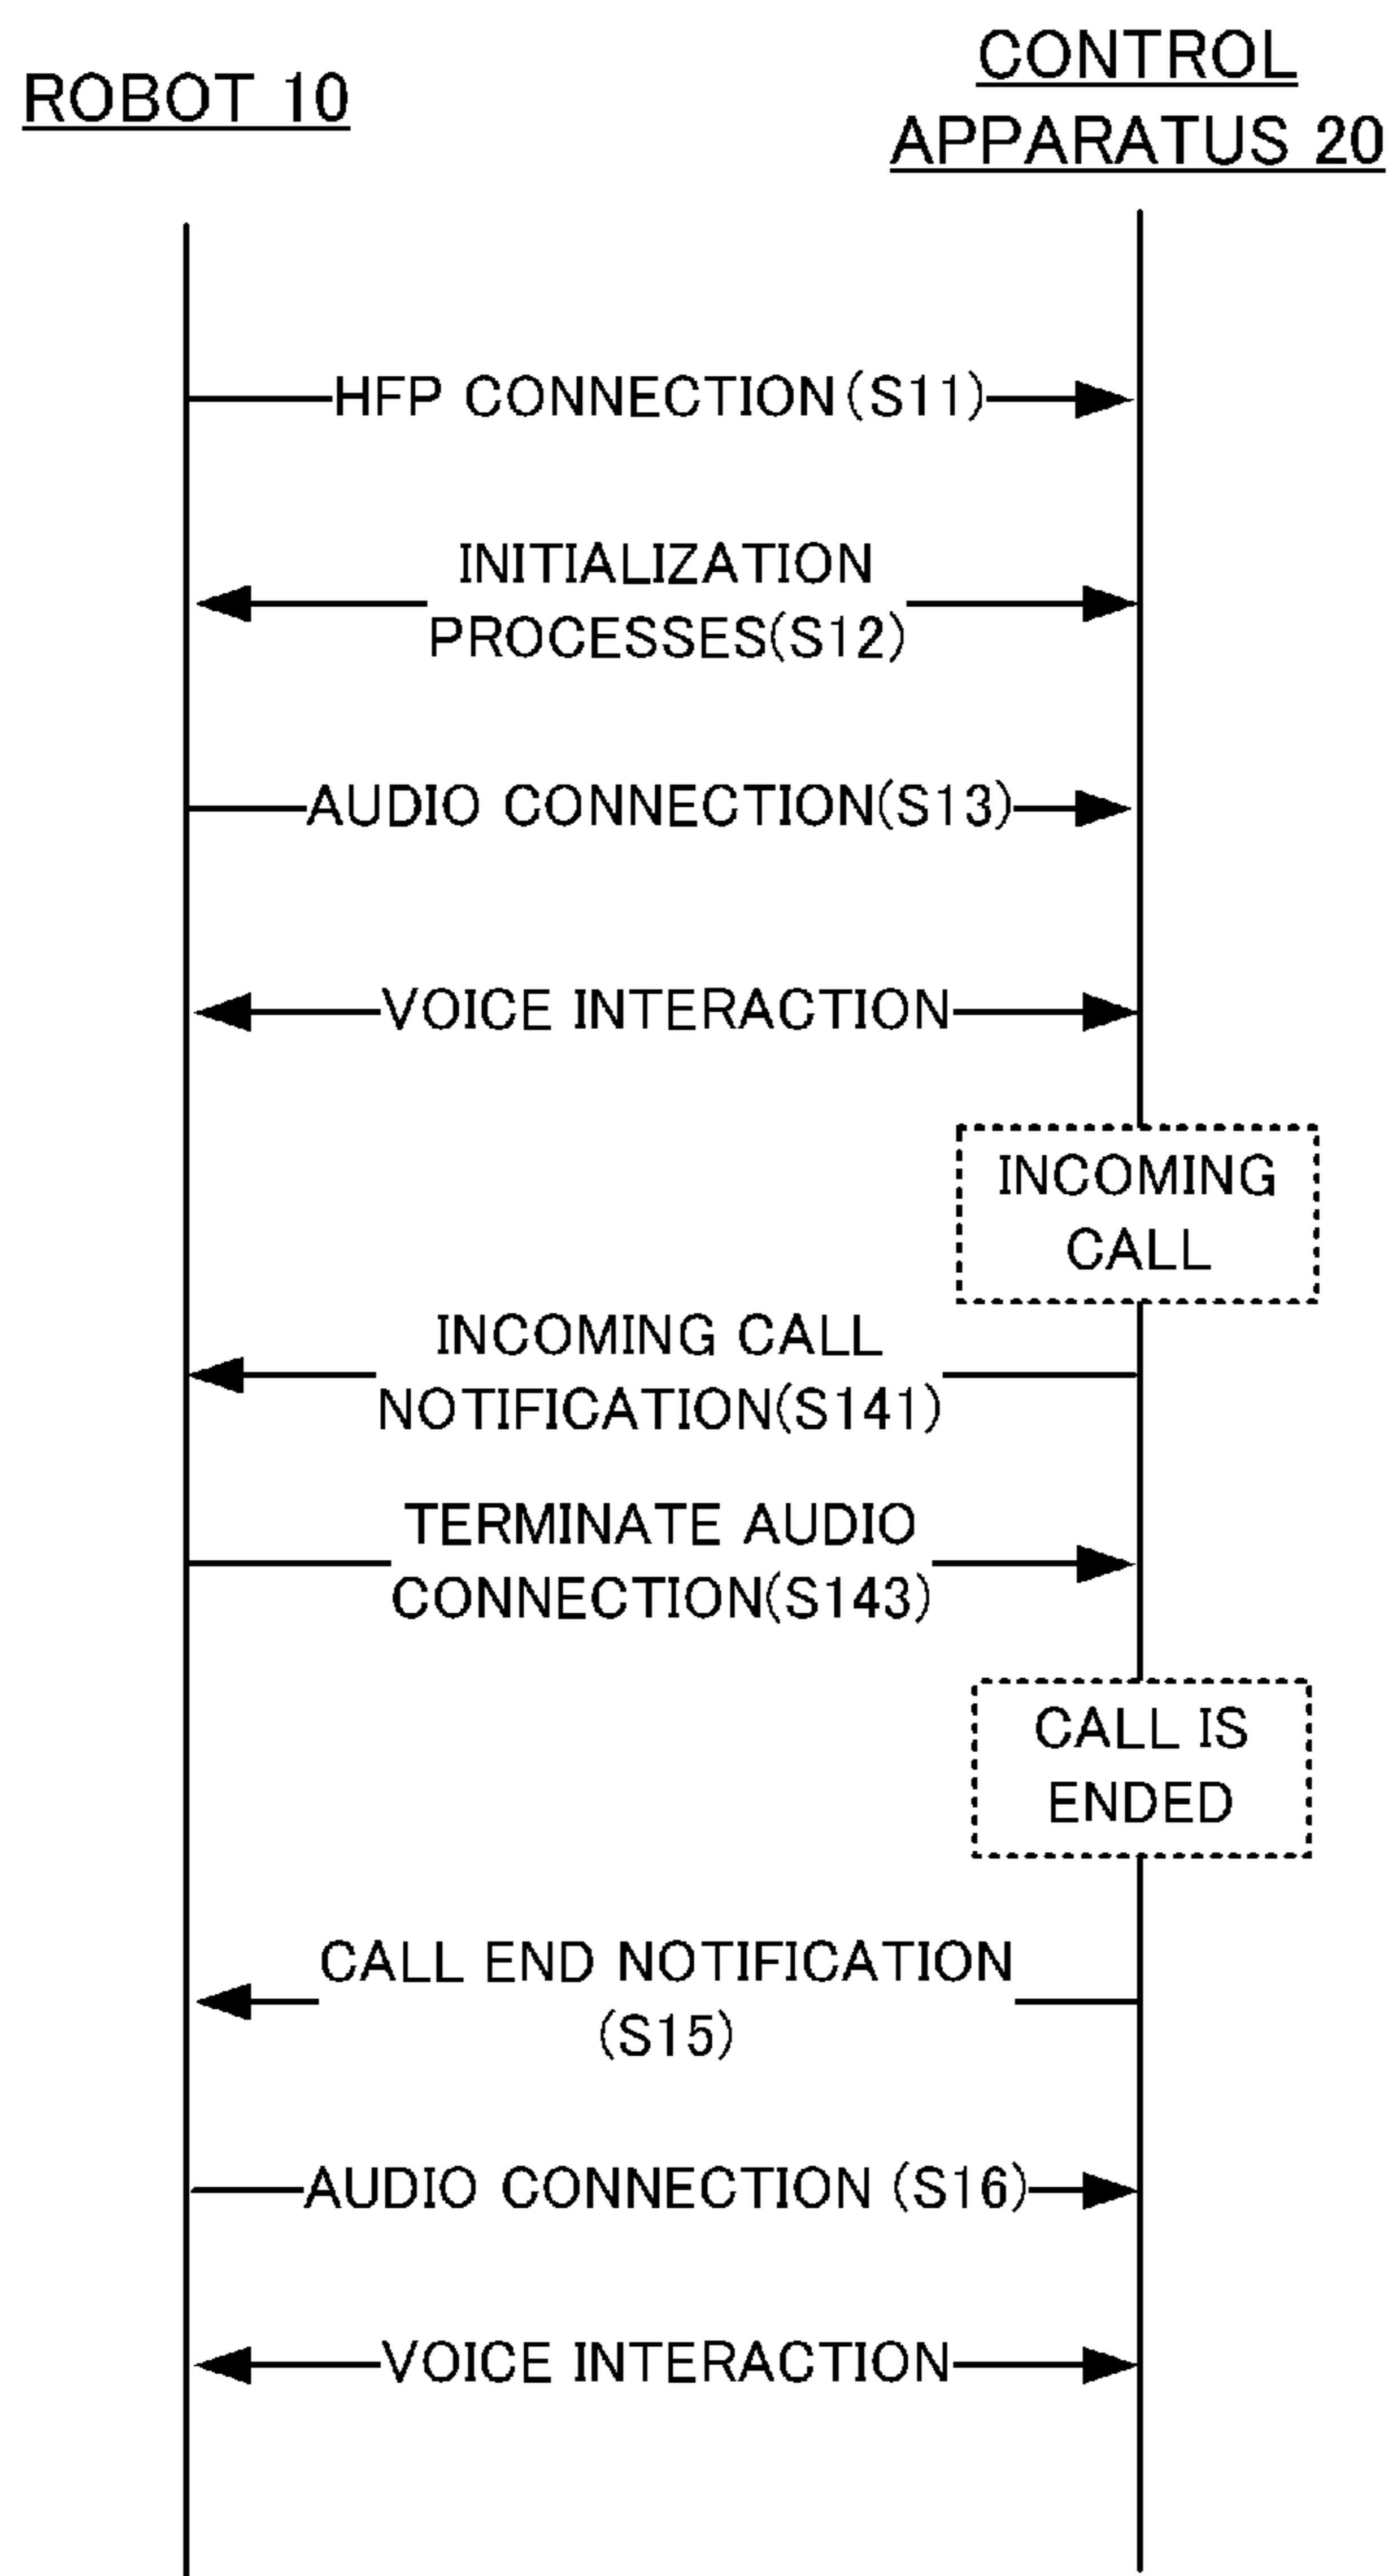 ROBOT 10
CONTROL
APPARATUS 20
HFP CONNECTION(S11)
INITIALIZATION
PROCESSES(S12)
AUDIO CONNECTION(S13)
VOICE INTERACTION
INCOMING
CALL
INCOMING CALL
NOTIFICATION(S141)
TERMINATE AUDIO
CONNECTION(S143)
CALL IS
ENDED
CALL END NOTIFICATION
(S15)
AUDIO CONNECTION (S16)
VOICE INTERACTION